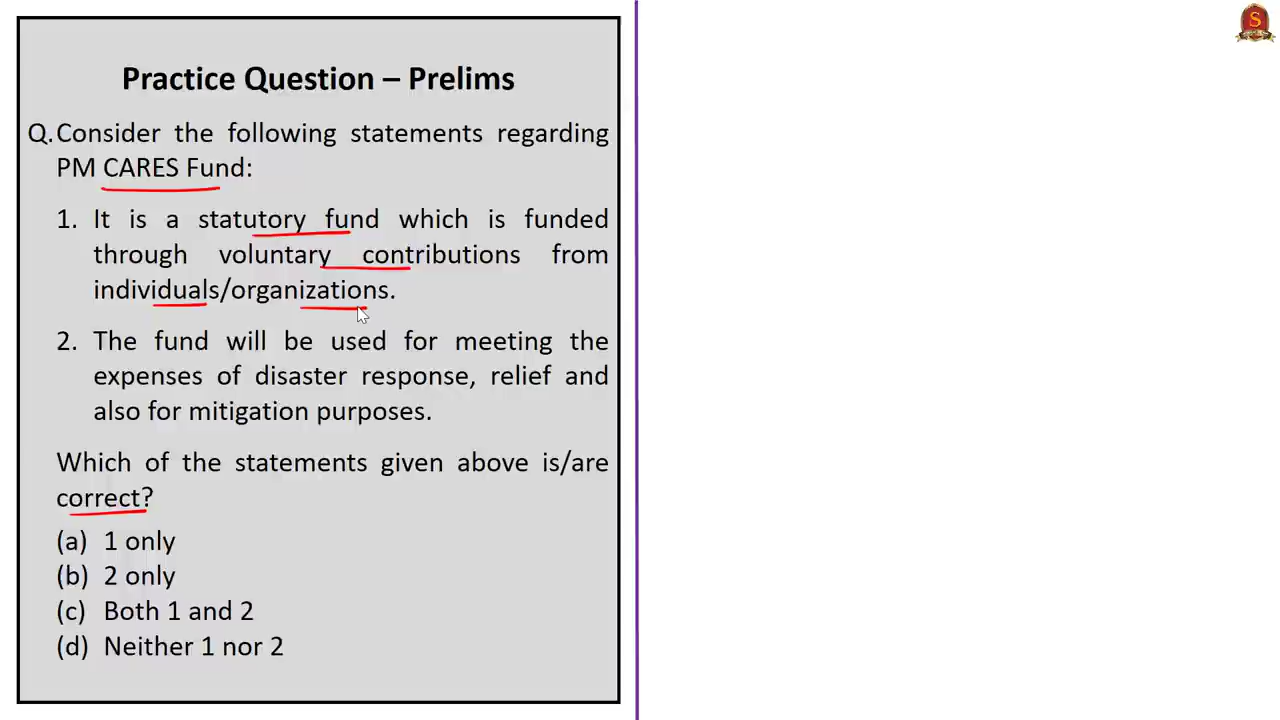 Practice Question – Prelims
Q. Consider the following statements regarding
PM CARES Fund:
1. It is a statutory fund which is funded
through voluntary contributions from
individuals/organizations.
2. The fund will be used for meeting the
expenses of disaster response, relief and
also for mitigation purposes.
Which of the statements given above is/are
correct?
(a) 1 only
(b) 2 only
(c) Both 1 and 2
(d) Neither 1 nor 2
S